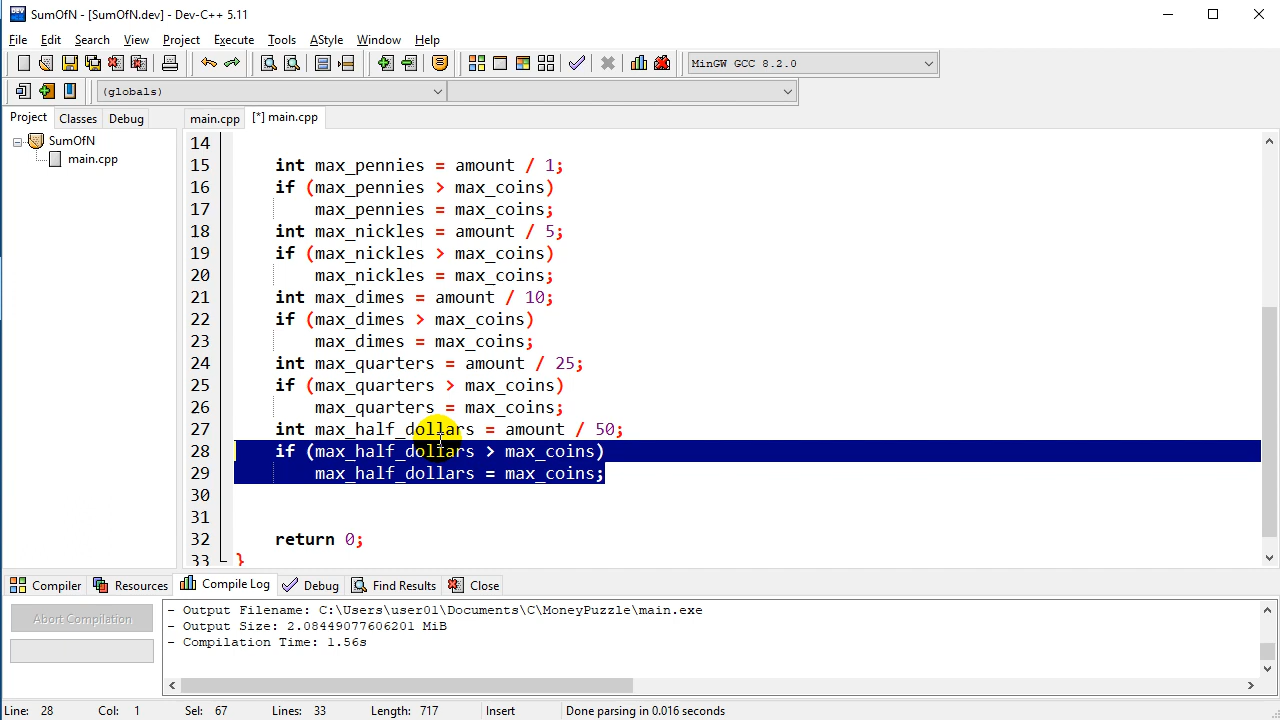 SumOfN - [SumOfN.dev] - Dev-C++ 5.11
File Edit Search View Project Execute Tools AStyle Window Help
MinGW GCC 8.2.0
(globals)
Project Classes Debug
main.cpp [*] main.cpp
SumOfN
main.cpp
14
15 int max_pennies = amount / 1;
16 if (max_pennies > max_coins)
17 max_pennies = max_coins;
18 int max_nickles = amount / 5;
19 if (max_nickles > max_coins)
20 max_nickles = max_coins;
21 int max_dimes = amount / 10;
22 if (max_dimes > max_coins)
23 max_dimes = max_coins;
24 int max_quarters = amount / 25;
25 if (max_quarters > max_coins)
26 max_quarters = max_coins;
27 int max_half_dollars = amount / 50;
28 if (max_half_dollars > max_coins)
29 max_half_dollars = max_coins;
30
31
32 return 0;
33 }
Compiler Resources Compile Log Debug Find Results Close
Abort Compilation
- Output Filename: C:\Users\user01\Documents\C\MoneyPuzzle\main.exe
- Output Size: 2.08449077606201 MiB
- Compilation Time: 1.56s
Line: 28 Col: 1 Sel: 67 Lines: 33 Length: 717 Insert Done parsing in 0.016 seconds